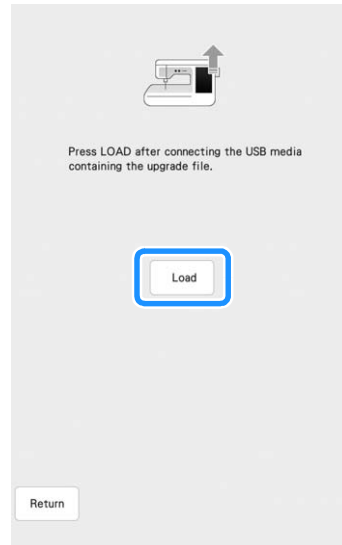 Press LOAD after connecting the USB media
containing the upgrade file.
Load
Return